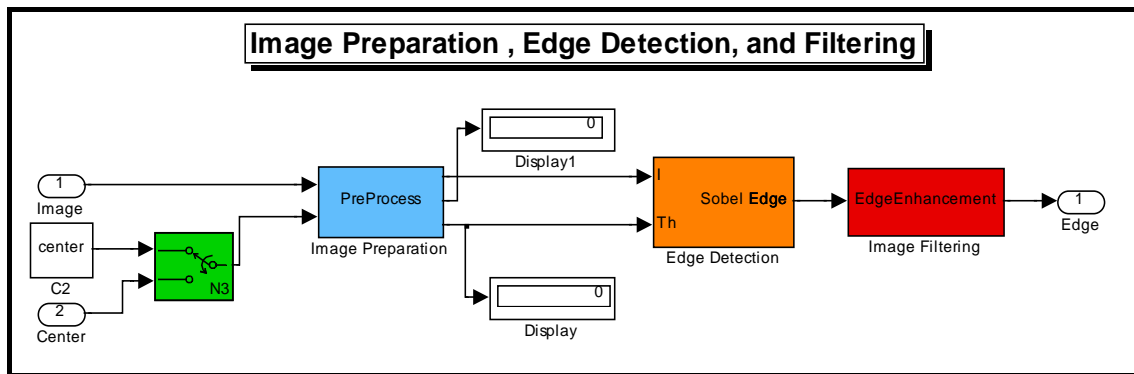 Image Preparation , Edge Detection, and Filtering
0
Display1
1
Image
PreProcess
Image Preparation
I
Th
Sobel Edge
Edge Detection
EdgeEnhancement
Image Filtering
1
Edge
center
C2
N3
2
Center
0
Display